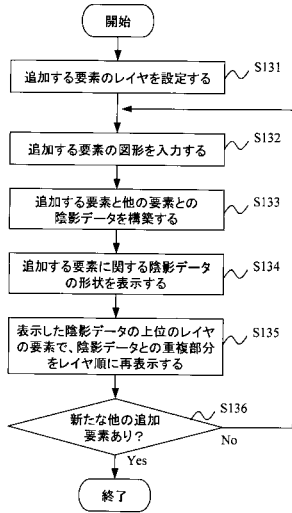 開始
追加する要素のレイヤを設定する
S131
追加する要素の図形を入力する
S132
追加する要素と他の要素との
陰影データを構築する
S133
追加する要素に関する陰影データ
の形状を表示する
S134
表示した陰影データの上位のレイヤ
の要素で、陰影データとの重複部分
をレイヤ順に再表示する
S135
新たな他の追加
要素あり?
S136
No
Yes
終了